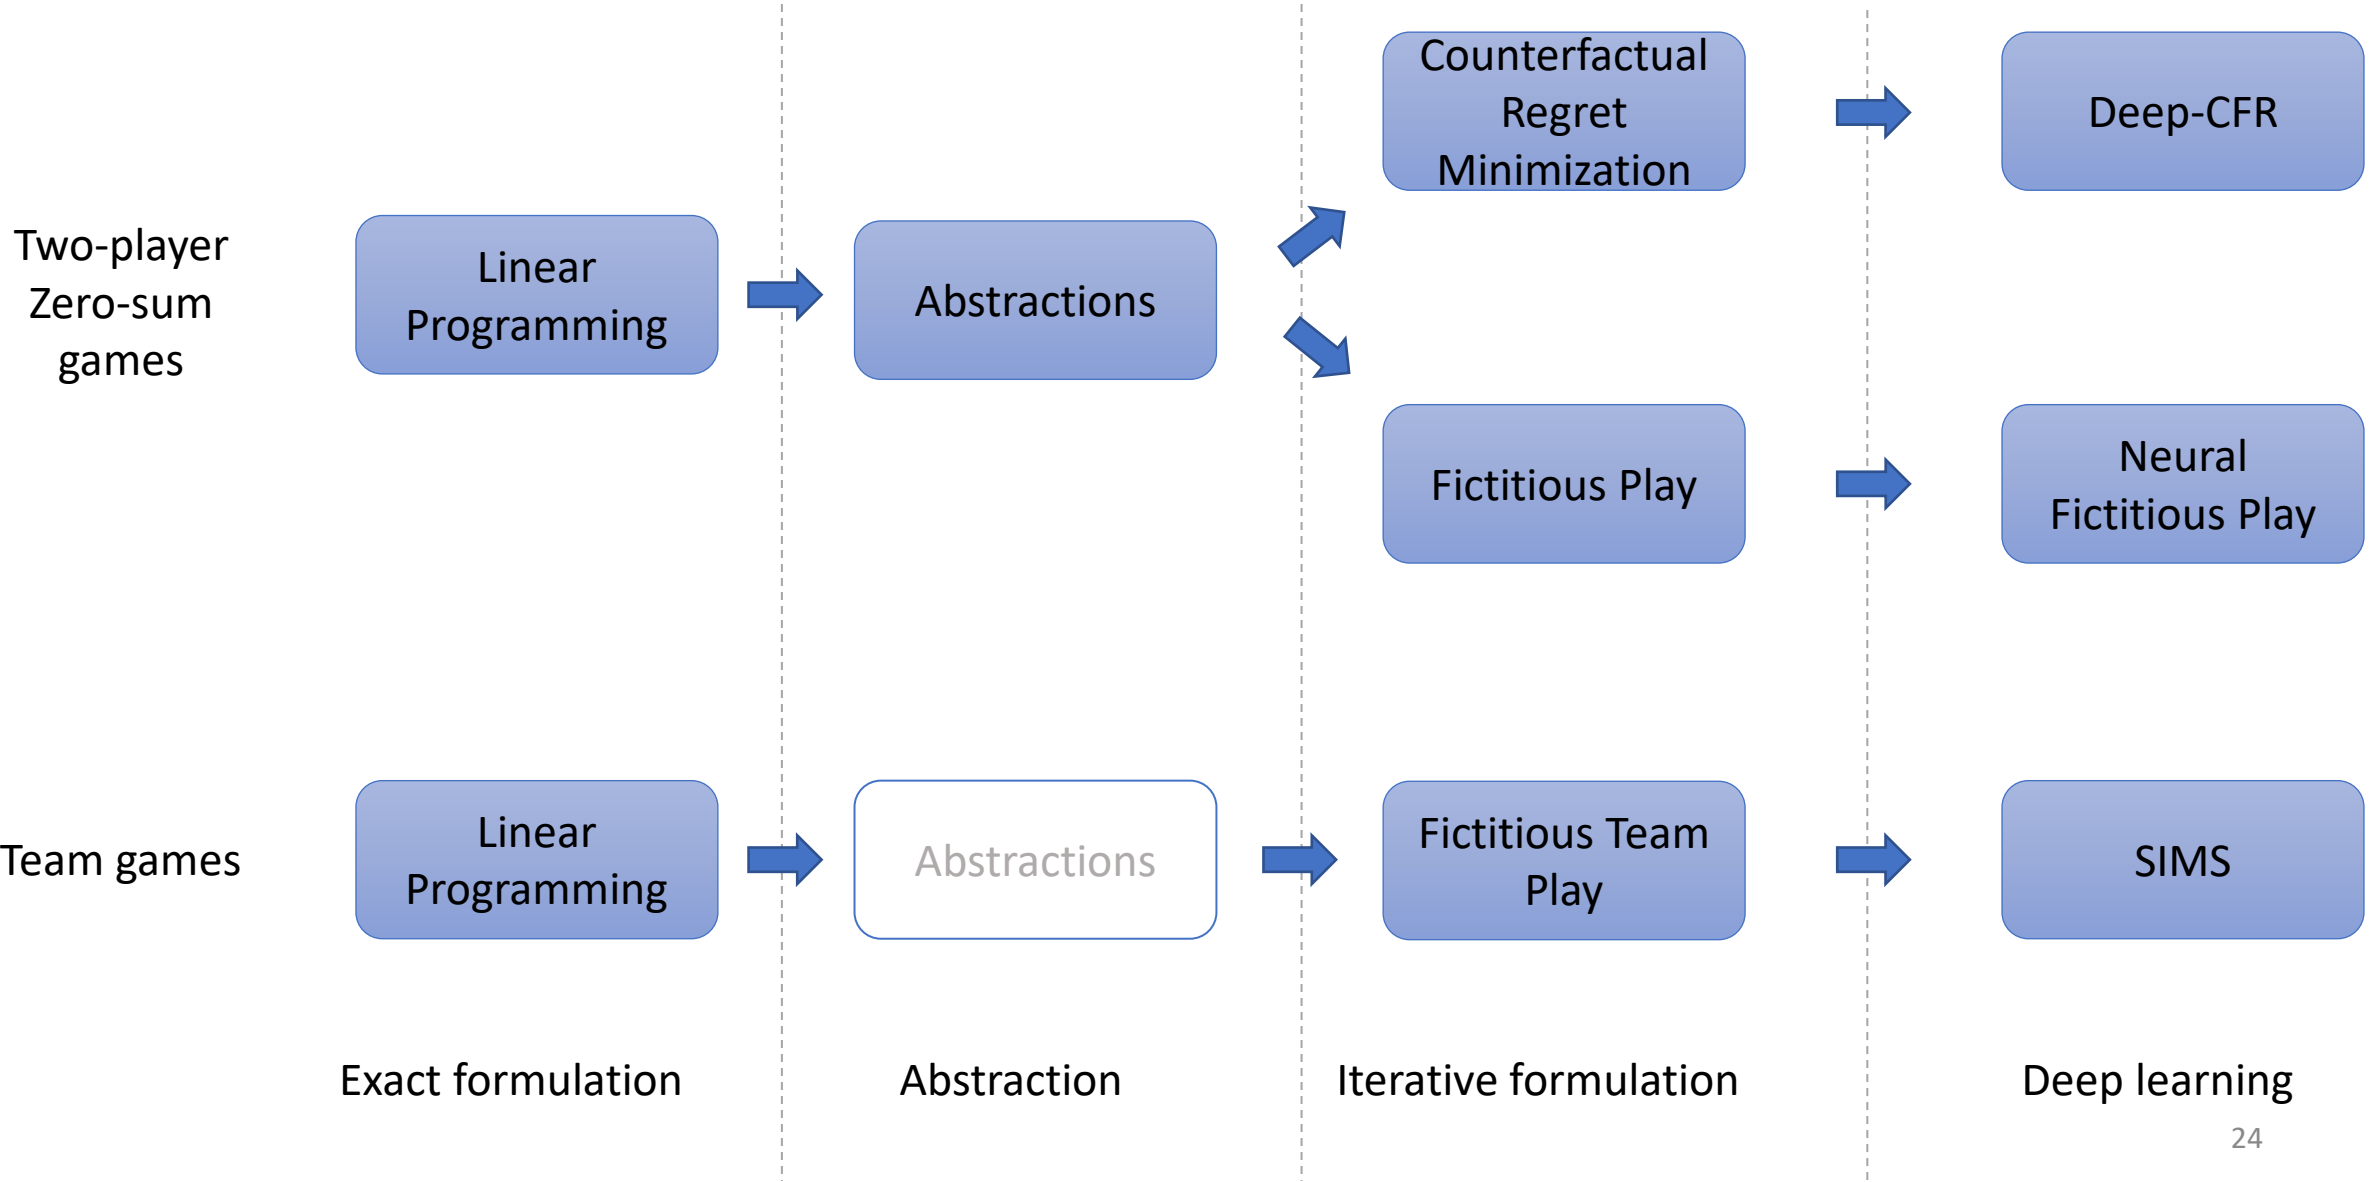 Two-player
Zero-sum
games
Linear
Programming
Abstractions
Counterfactual
Regret
Minimization
Deep-CFR
Fictitious Play
Neural
Fictitious Play
Team games
Linear
Programming
Abstractions
Fictitious Team
Play
SIMS
Exact formulation
Abstraction
Iterative formulation
Deep learning
24